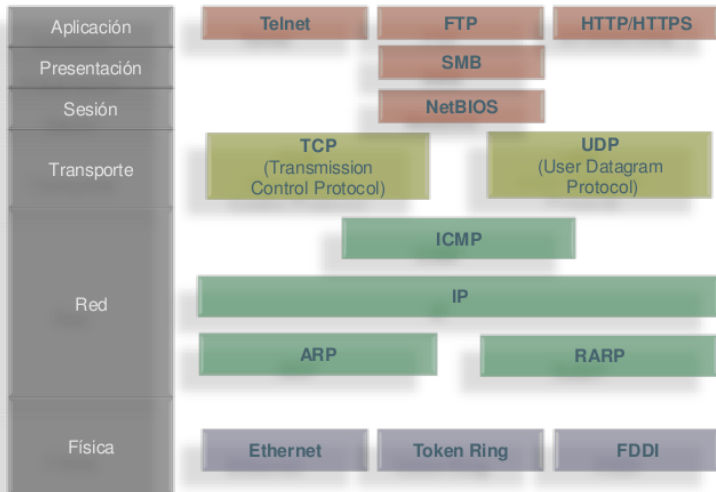 Aplicación
Telnet
FTP
HTTP/HTTPS
Presentación
SMB
Sesión
NetBIOS
Transporte
TCP
(Transmission
Control Protocol)
UDP
(User Datagram
Protocol)
Red
ICMP
IP
ARP
RARP
Física
Ethernet
Token Ring
FDDI